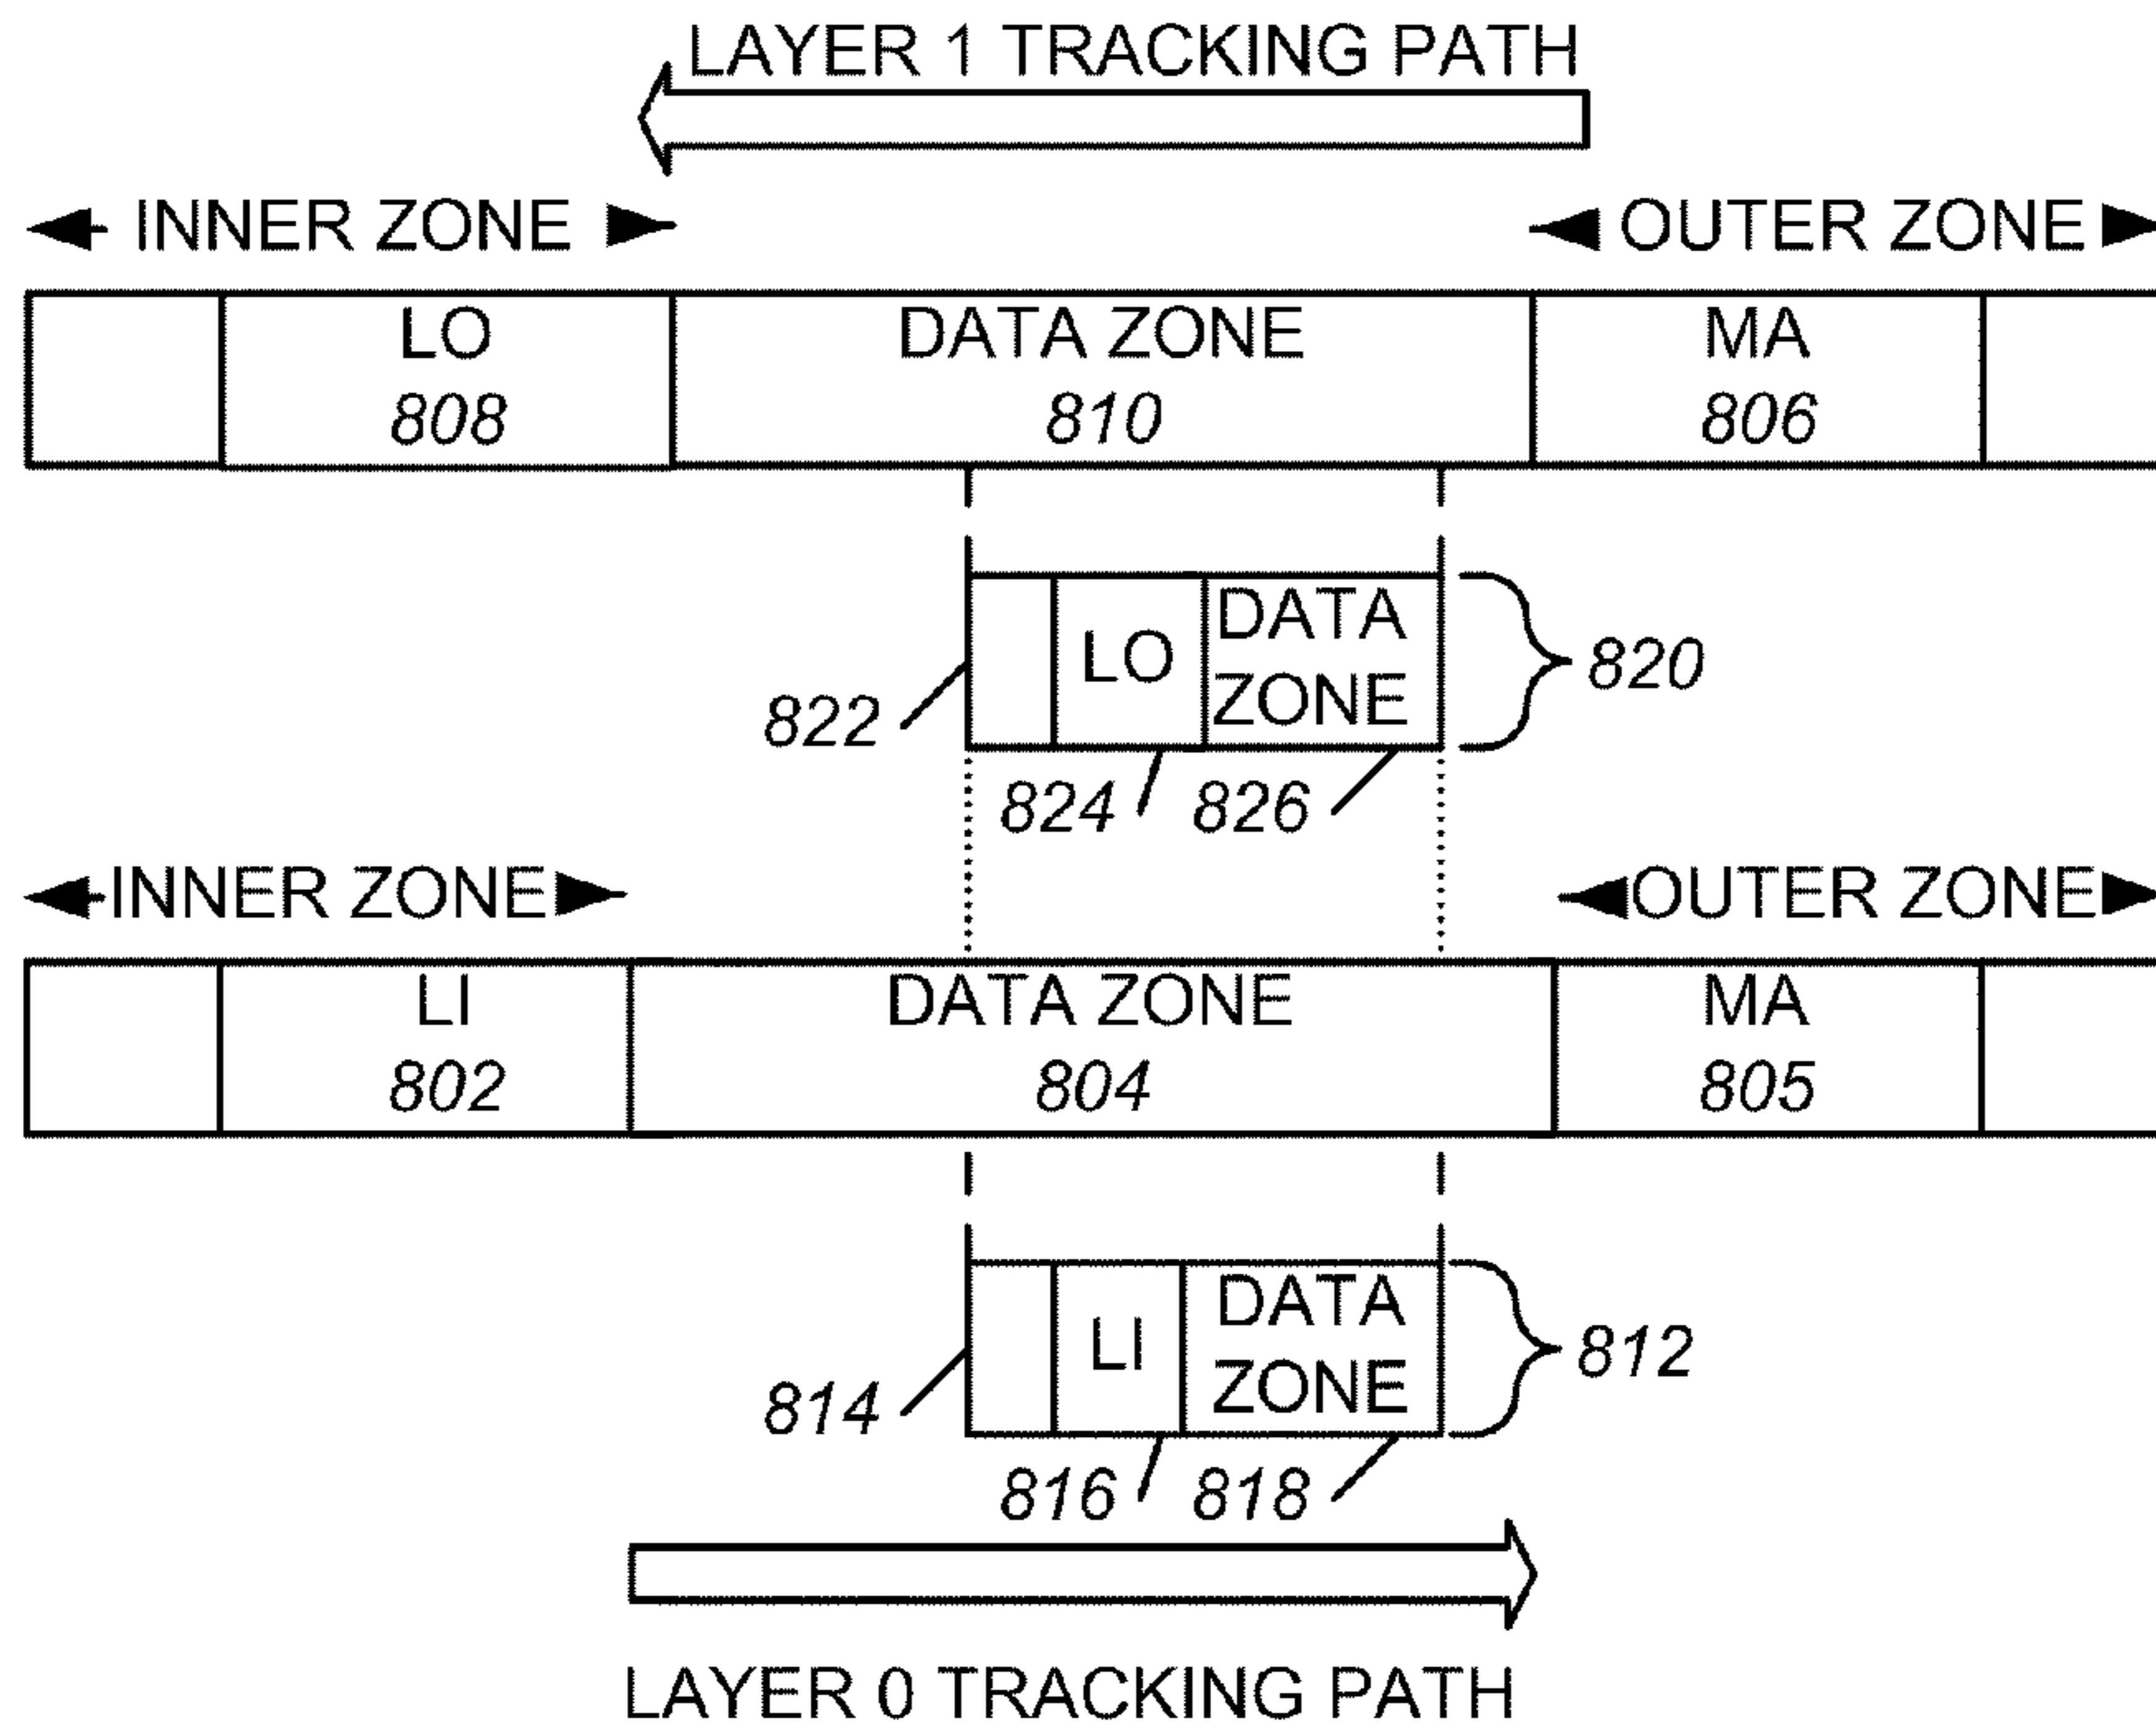 LAYER 1 TRACKING PATH
INNER ZONE
OUTER ZONE
LO
808
DATA ZONE
810
MA
806
LO
DATA
ZONE
820
822
824
826
INNER ZONE
OUTER ZONE
LI
802
DATA ZONE
804
MA
805
LI
DATA
ZONE
812
814
816
818
LAYER 0 TRACKING PATH